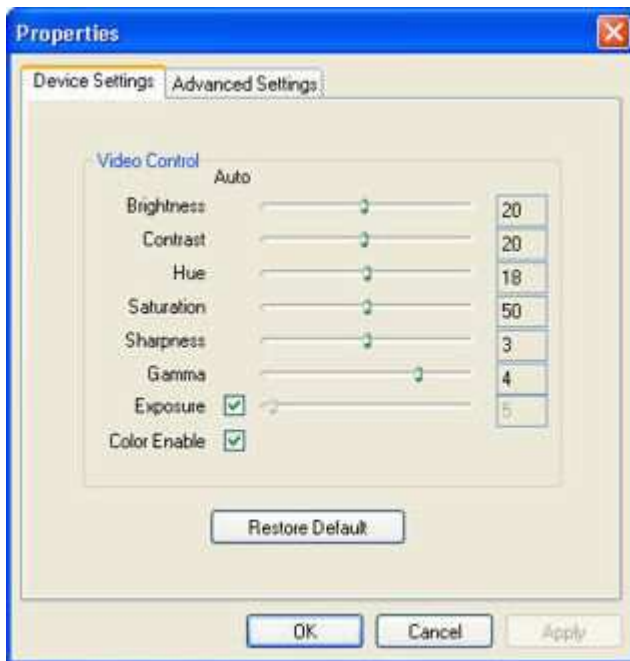 Properties
Device Settings Advanced Settings
Video Control
Auto
Brightness 20
Contrast 20
Hue 18
Saturation 50
Sharpness 3
Gamma 4
Exposure 5
Color Enable
Restore Default
OK Cancel Apply